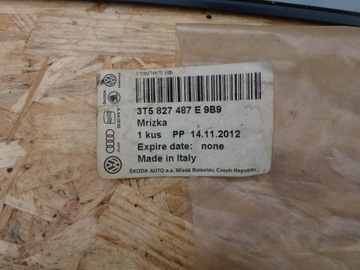 3T5 827 487 E 9B9
Mrizka
1 kus PP 14.11.2012
Expire date: none
Made in Italy
ŠKODA AUTO a.s. Mladá Boleslav, Czech Republic
SEAT